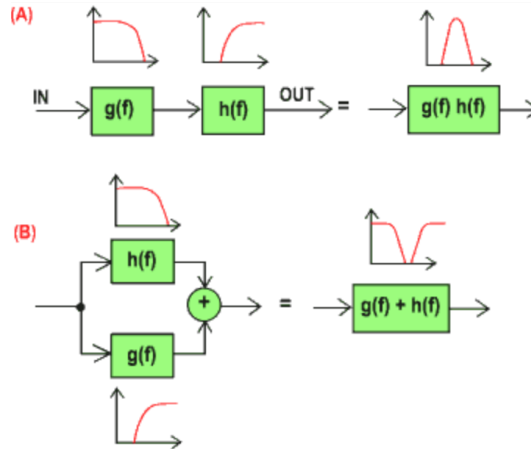 (A)
IN g(f) h(f) OUT = g(f) h(f)
(B)
h(f)
+ = g(f) + h(f)
g(f)